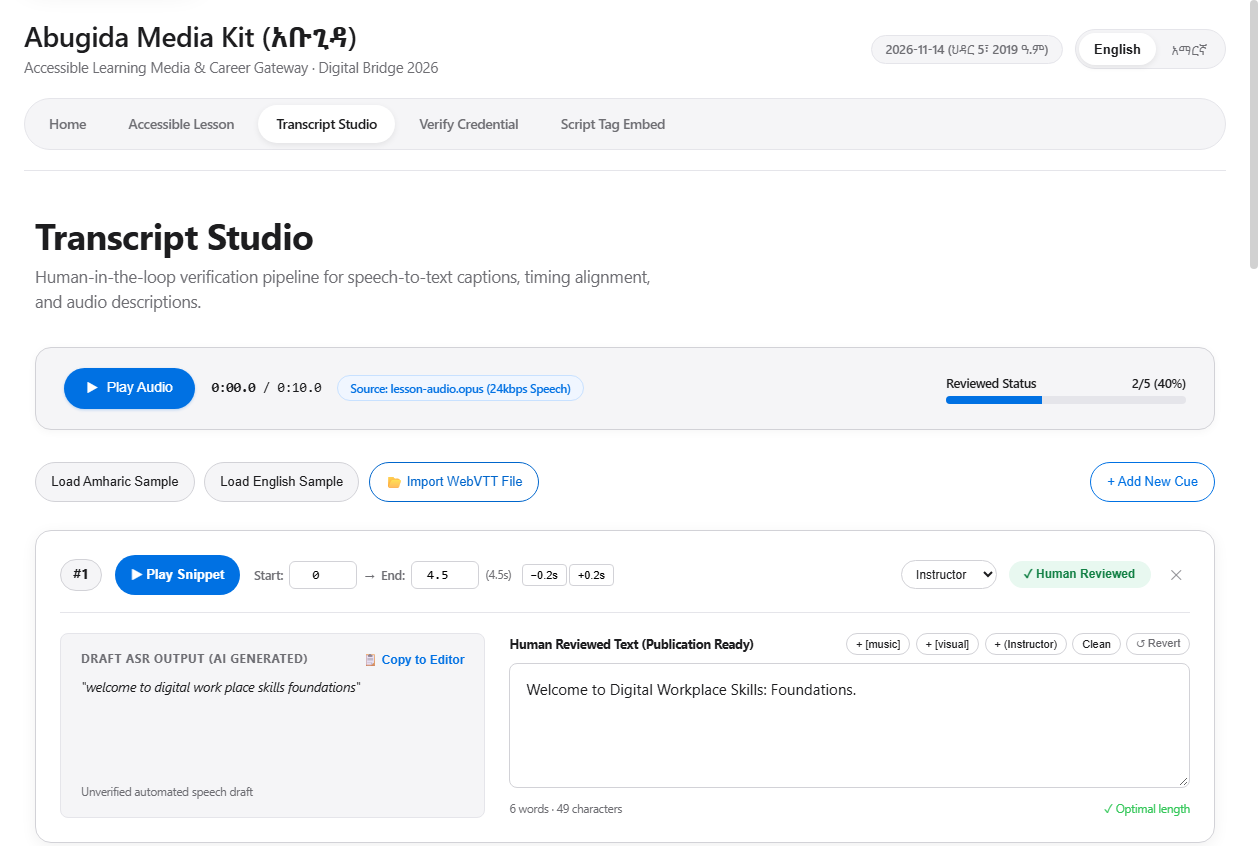 Abugida Media Kit (አቡጊዳ)
Accessible Learning Media & Career Gateway · Digital Bridge 2026
2026-11-14 (ህዳር 5፣ 2019 ዓ.ም)
English
አማርኛ
Home
Accessible Lesson
Transcript Studio
Verify Credential
Script Tag Embed
Transcript Studio
Human-in-the-loop verification pipeline for speech-to-text captions, timing alignment,
and audio descriptions.
▶ Play Audio
0:00.0 / 0:10.0
Source: lesson-audio.opus (24kbps Speech)
Reviewed Status
2/5 (40%)
Load Amharic Sample
Load English Sample
Import WebVTT File
+ Add New Cue
#1
▶ Play Snippet
Start: 0 → End: 4.5 (4.5s)
−0.2s
+0.2s
Instructor
✓ Human Reviewed
×
DRAFT ASR OUTPUT (AI GENERATED)
Copy to Editor
"welcome to digital work place skills foundations"
Unverified automated speech draft
Human Reviewed Text (Publication Ready)
+ [music]
+ [visual]
+ (Instructor)
Clean
↺ Revert
Welcome to Digital Workplace Skills: Foundations.
6 words · 49 characters
✓ Optimal length